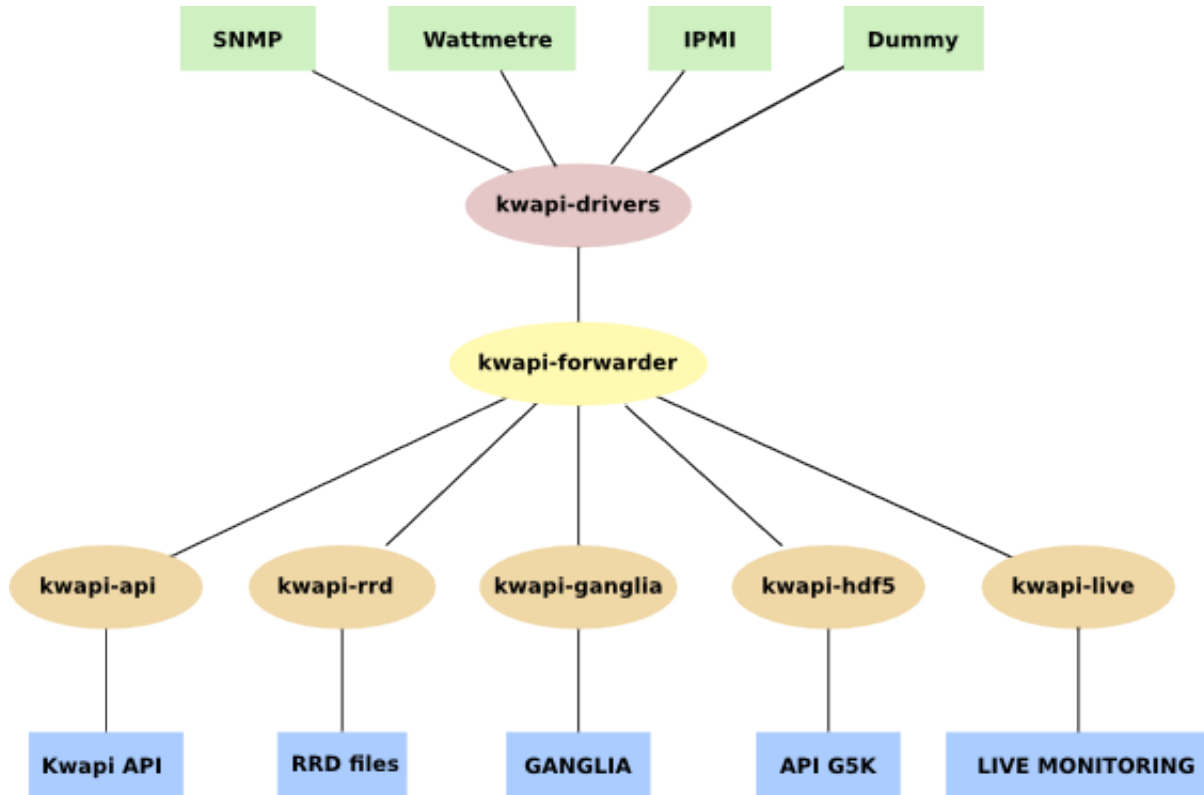 SNMP
Wattmetre
IPMI
Dummy
kwapi-drivers
kwapi-forwarder
kwapi-api
kwapi-rrd
kwapi-ganglia
kwapi-hdf5
kwapi-live
Kwapi API
RRD files
GANGLIA
API G5K
LIVE MONITORING